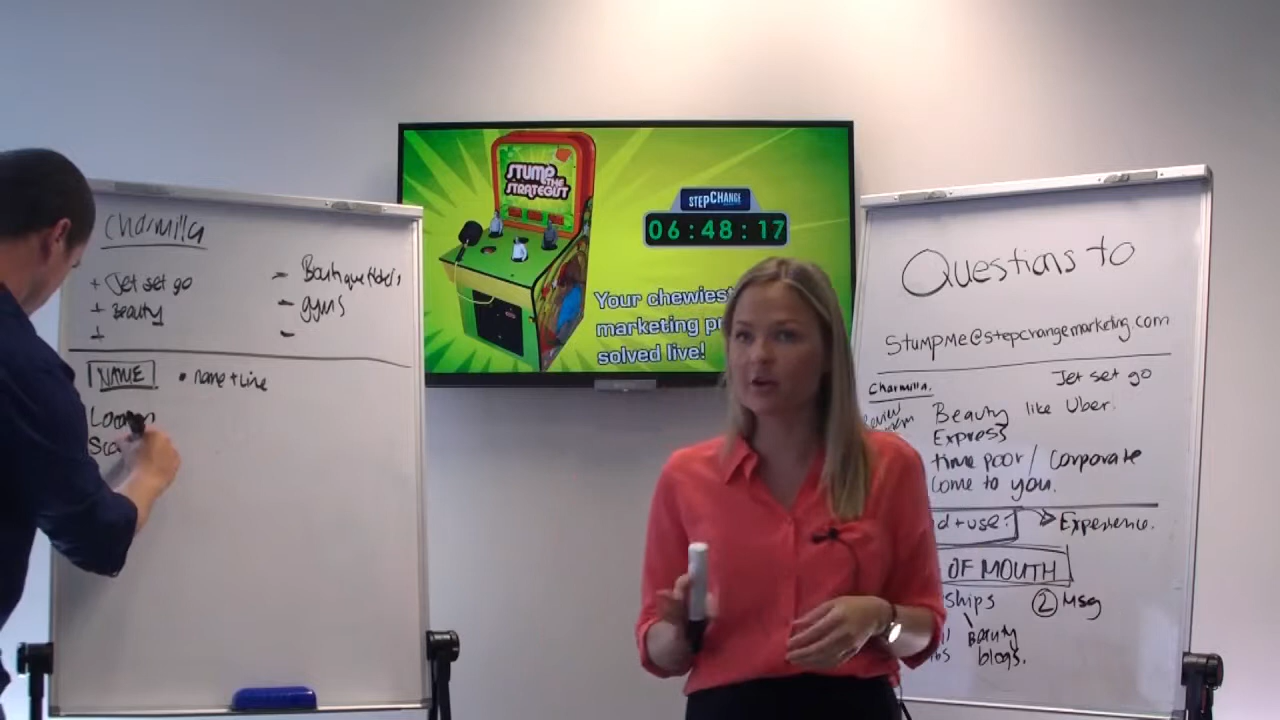 Charmilla
+ Jet set go
+ Beauty
+
- Boutique Hotels
- gyms
-
NAME
• name + Line
STUMP
THE
STRATEGIST
STEPCHANGE
06:48:17
Your chewiest
marketing
solved live!
Questions to
Stumpme@stepchangemarketing.com
Charmilla.
Jet set go
Review
Beauty like Uber.
Express
time poor / corporate
come to you.
d + use.
Experience.
OF MOUTH
ships
② Msg
Beauty
blogs.